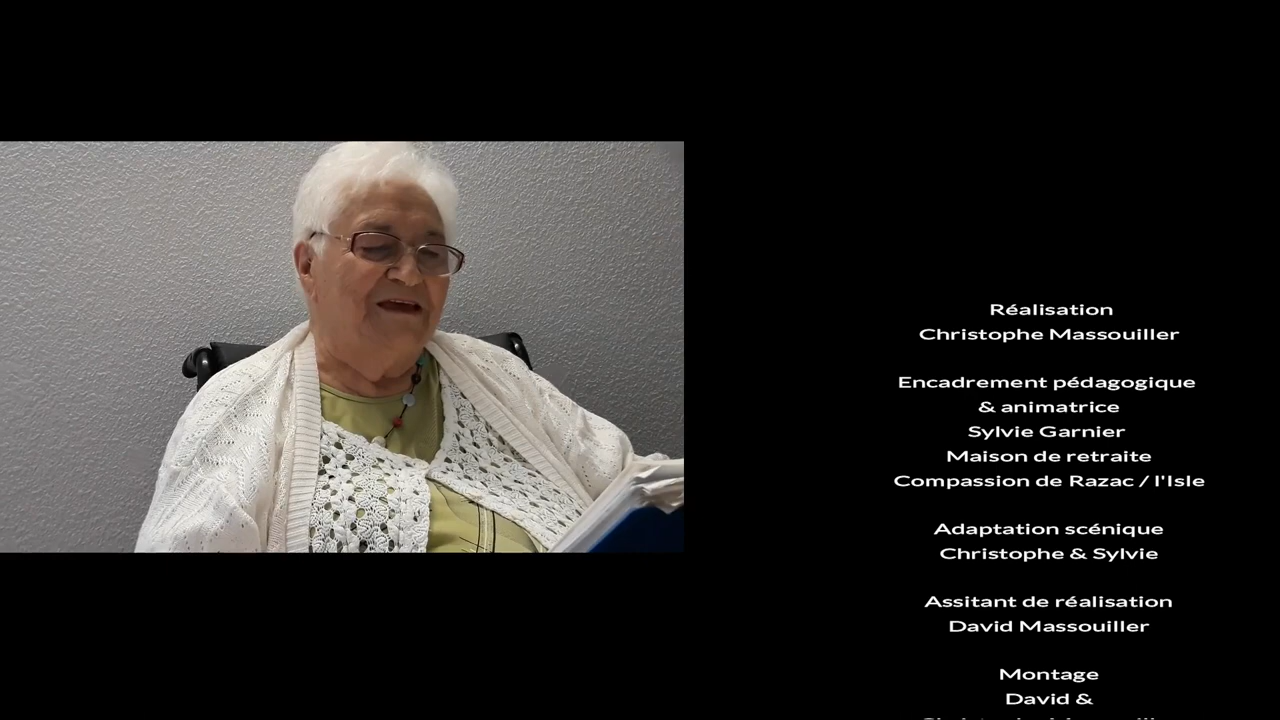 Réalisation
Christophe Massouiller
Encadrement pédagogique
& animatrice
Sylvie Garnier
Maison de retraite
Compassion de Razac / l'Isle
Adaptation scénique
Christophe & Sylvie
Assitant de réalisation
David Massouiller
Montage
David &